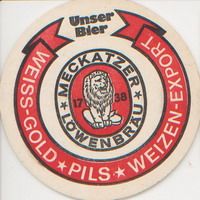 Unser
Bier
WEISS-GOLD ★ PILS ★ WEIZEN-EXPORT
MECKATZER
17 38
LÖWENBRÄU